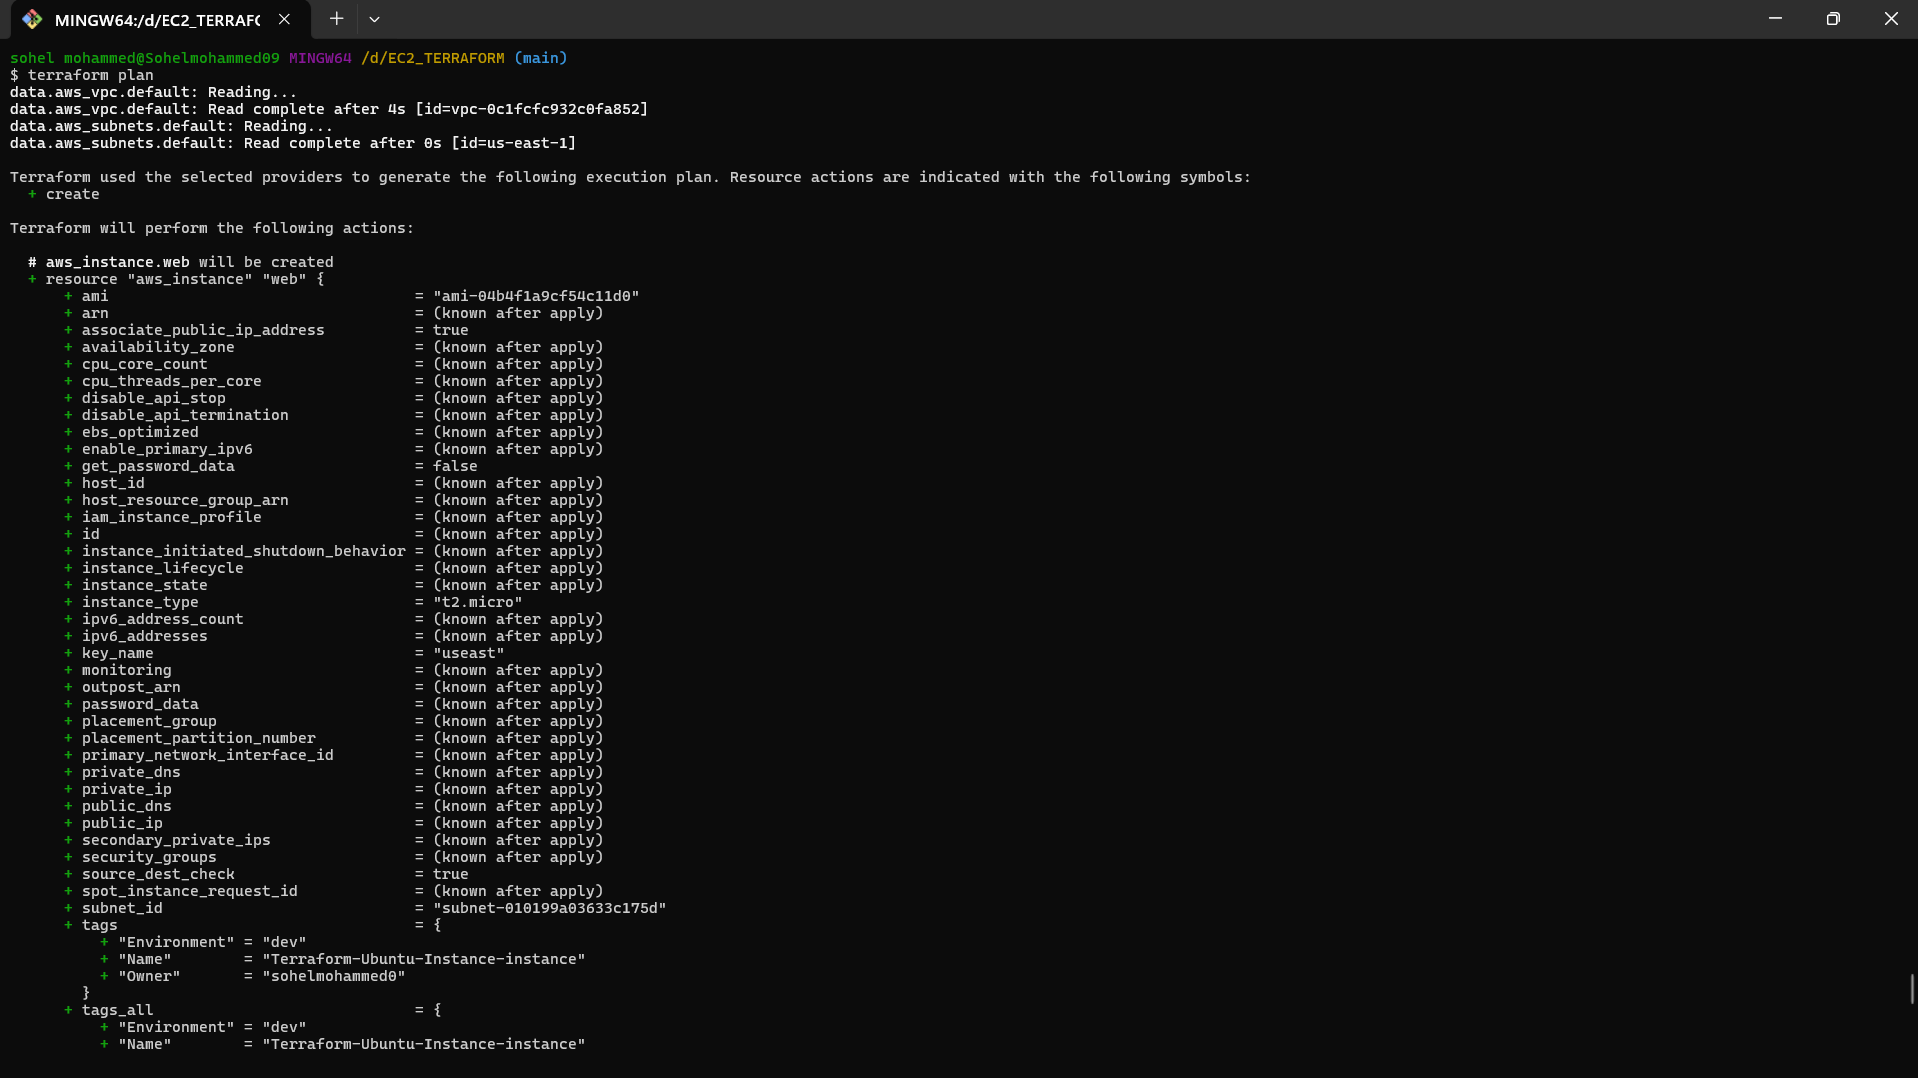 MINGW64:/d/EC2_TERRAF
sohel mohammed@Sohelmohammed09 MINGW64 /d/EC2_TERRAFORM (main)
$ terraform plan
data.aws_vpc.default: Reading...
data.aws_vpc.default: Read complete after 4s [id=vpc-0c1fcfc932c0fa852]
data.aws_subnets.default: Reading...
data.aws_subnets.default: Read complete after 0s [id=us-east-1]
Terraform used the selected providers to generate the following execution plan. Resource actions are indicated with the following symbols:
  + create
Terraform will perform the following actions:
  # aws_instance.web will be created
  + resource "aws_instance" "web" {
      + ami                                  = "ami-04b4f1a9cf54c11d0"
      + arn                                  = (known after apply)
      + associate_public_ip_address          = true
      + availability_zone                    = (known after apply)
      + cpu_core_count                       = (known after apply)
      + cpu_threads_per_core                 = (known after apply)
      + disable_api_stop                     = (known after apply)
      + disable_api_termination              = (known after apply)
      + ebs_optimized                        = (known after apply)
      + enable_primary_ipv6                  = (known after apply)
      + get_password_data                    = false
      + host_id                              = (known after apply)
      + host_resource_group_arn              = (known after apply)
      + iam_instance_profile                 = (known after apply)
      + id                                   = (known after apply)
      + instance_initiated_shutdown_behavior = (known after apply)
      + instance_lifecycle                   = (known after apply)
      + instance_state                       = (known after apply)
      + instance_type                        = "t2.micro"
      + ipv6_address_count                   = (known after apply)
      + ipv6_addresses                       = (known after apply)
      + key_name                             = "useast"
      + monitoring                           = (known after apply)
      + outpost_arn                          = (known after apply)
      + password_data                        = (known after apply)
      + placement_group                      = (known after apply)
      + placement_partition_number           = (known after apply)
      + primary_network_interface_id         = (known after apply)
      + private_dns                          = (known after apply)
      + private_ip                           = (known after apply)
      + public_dns                           = (known after apply)
      + public_ip                            = (known after apply)
      + secondary_private_ips                = (known after apply)
      + security_groups                      = (known after apply)
      + source_dest_check                    = true
      + spot_instance_request_id             = (known after apply)
      + subnet_id                            = "subnet-010199a03633c175d"
      + tags                                 = {
          + "Environment" = "dev"
          + "Name"        = "Terraform-Ubuntu-Instance-instance"
          + "Owner"       = "sohelmohammed0"
        }
      + tags_all                             = {
          + "Environment" = "dev"
          + "Name"        = "Terraform-Ubuntu-Instance-instance"